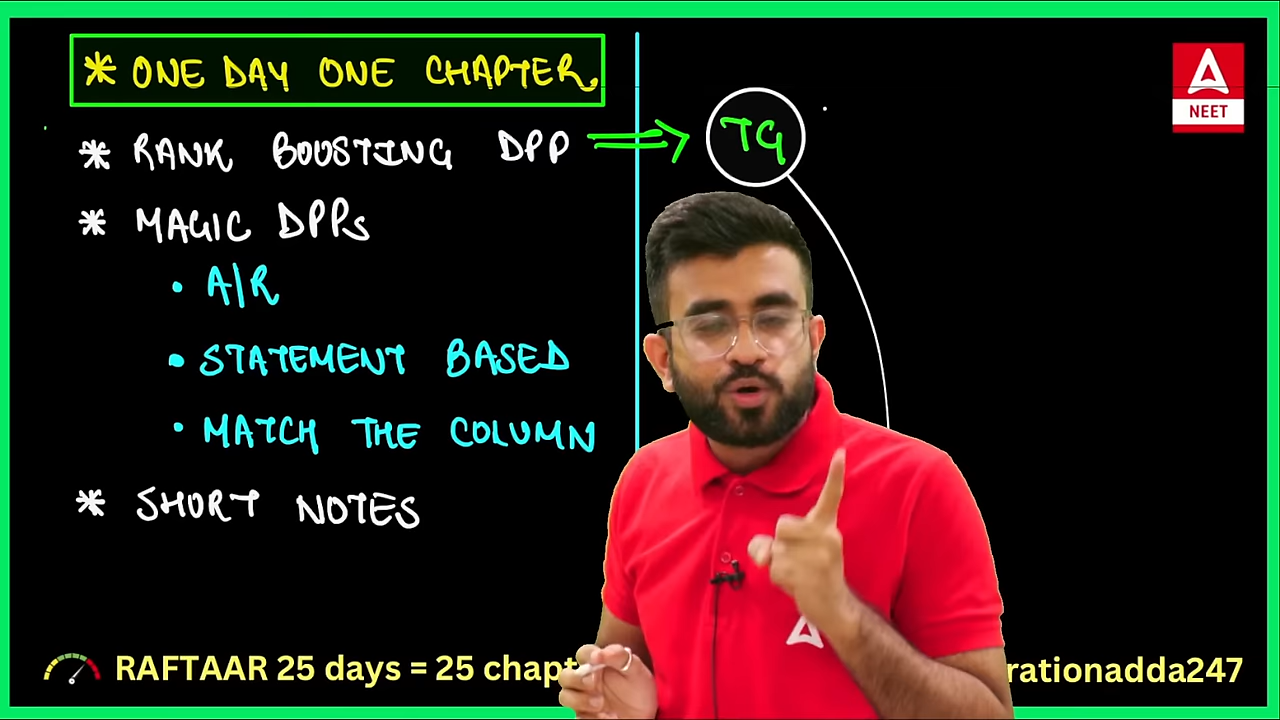 * ONE DAY ONE CHAPTER
* RANK BOOSTING DPP ⇒ TG
* MAGIC DPPs
• A/R
• STATEMENT BASED
• MATCH THE COLUMN
* SHORT NOTES
NEET
RAFTAAR 25 days = 25 chapt
rationadda247